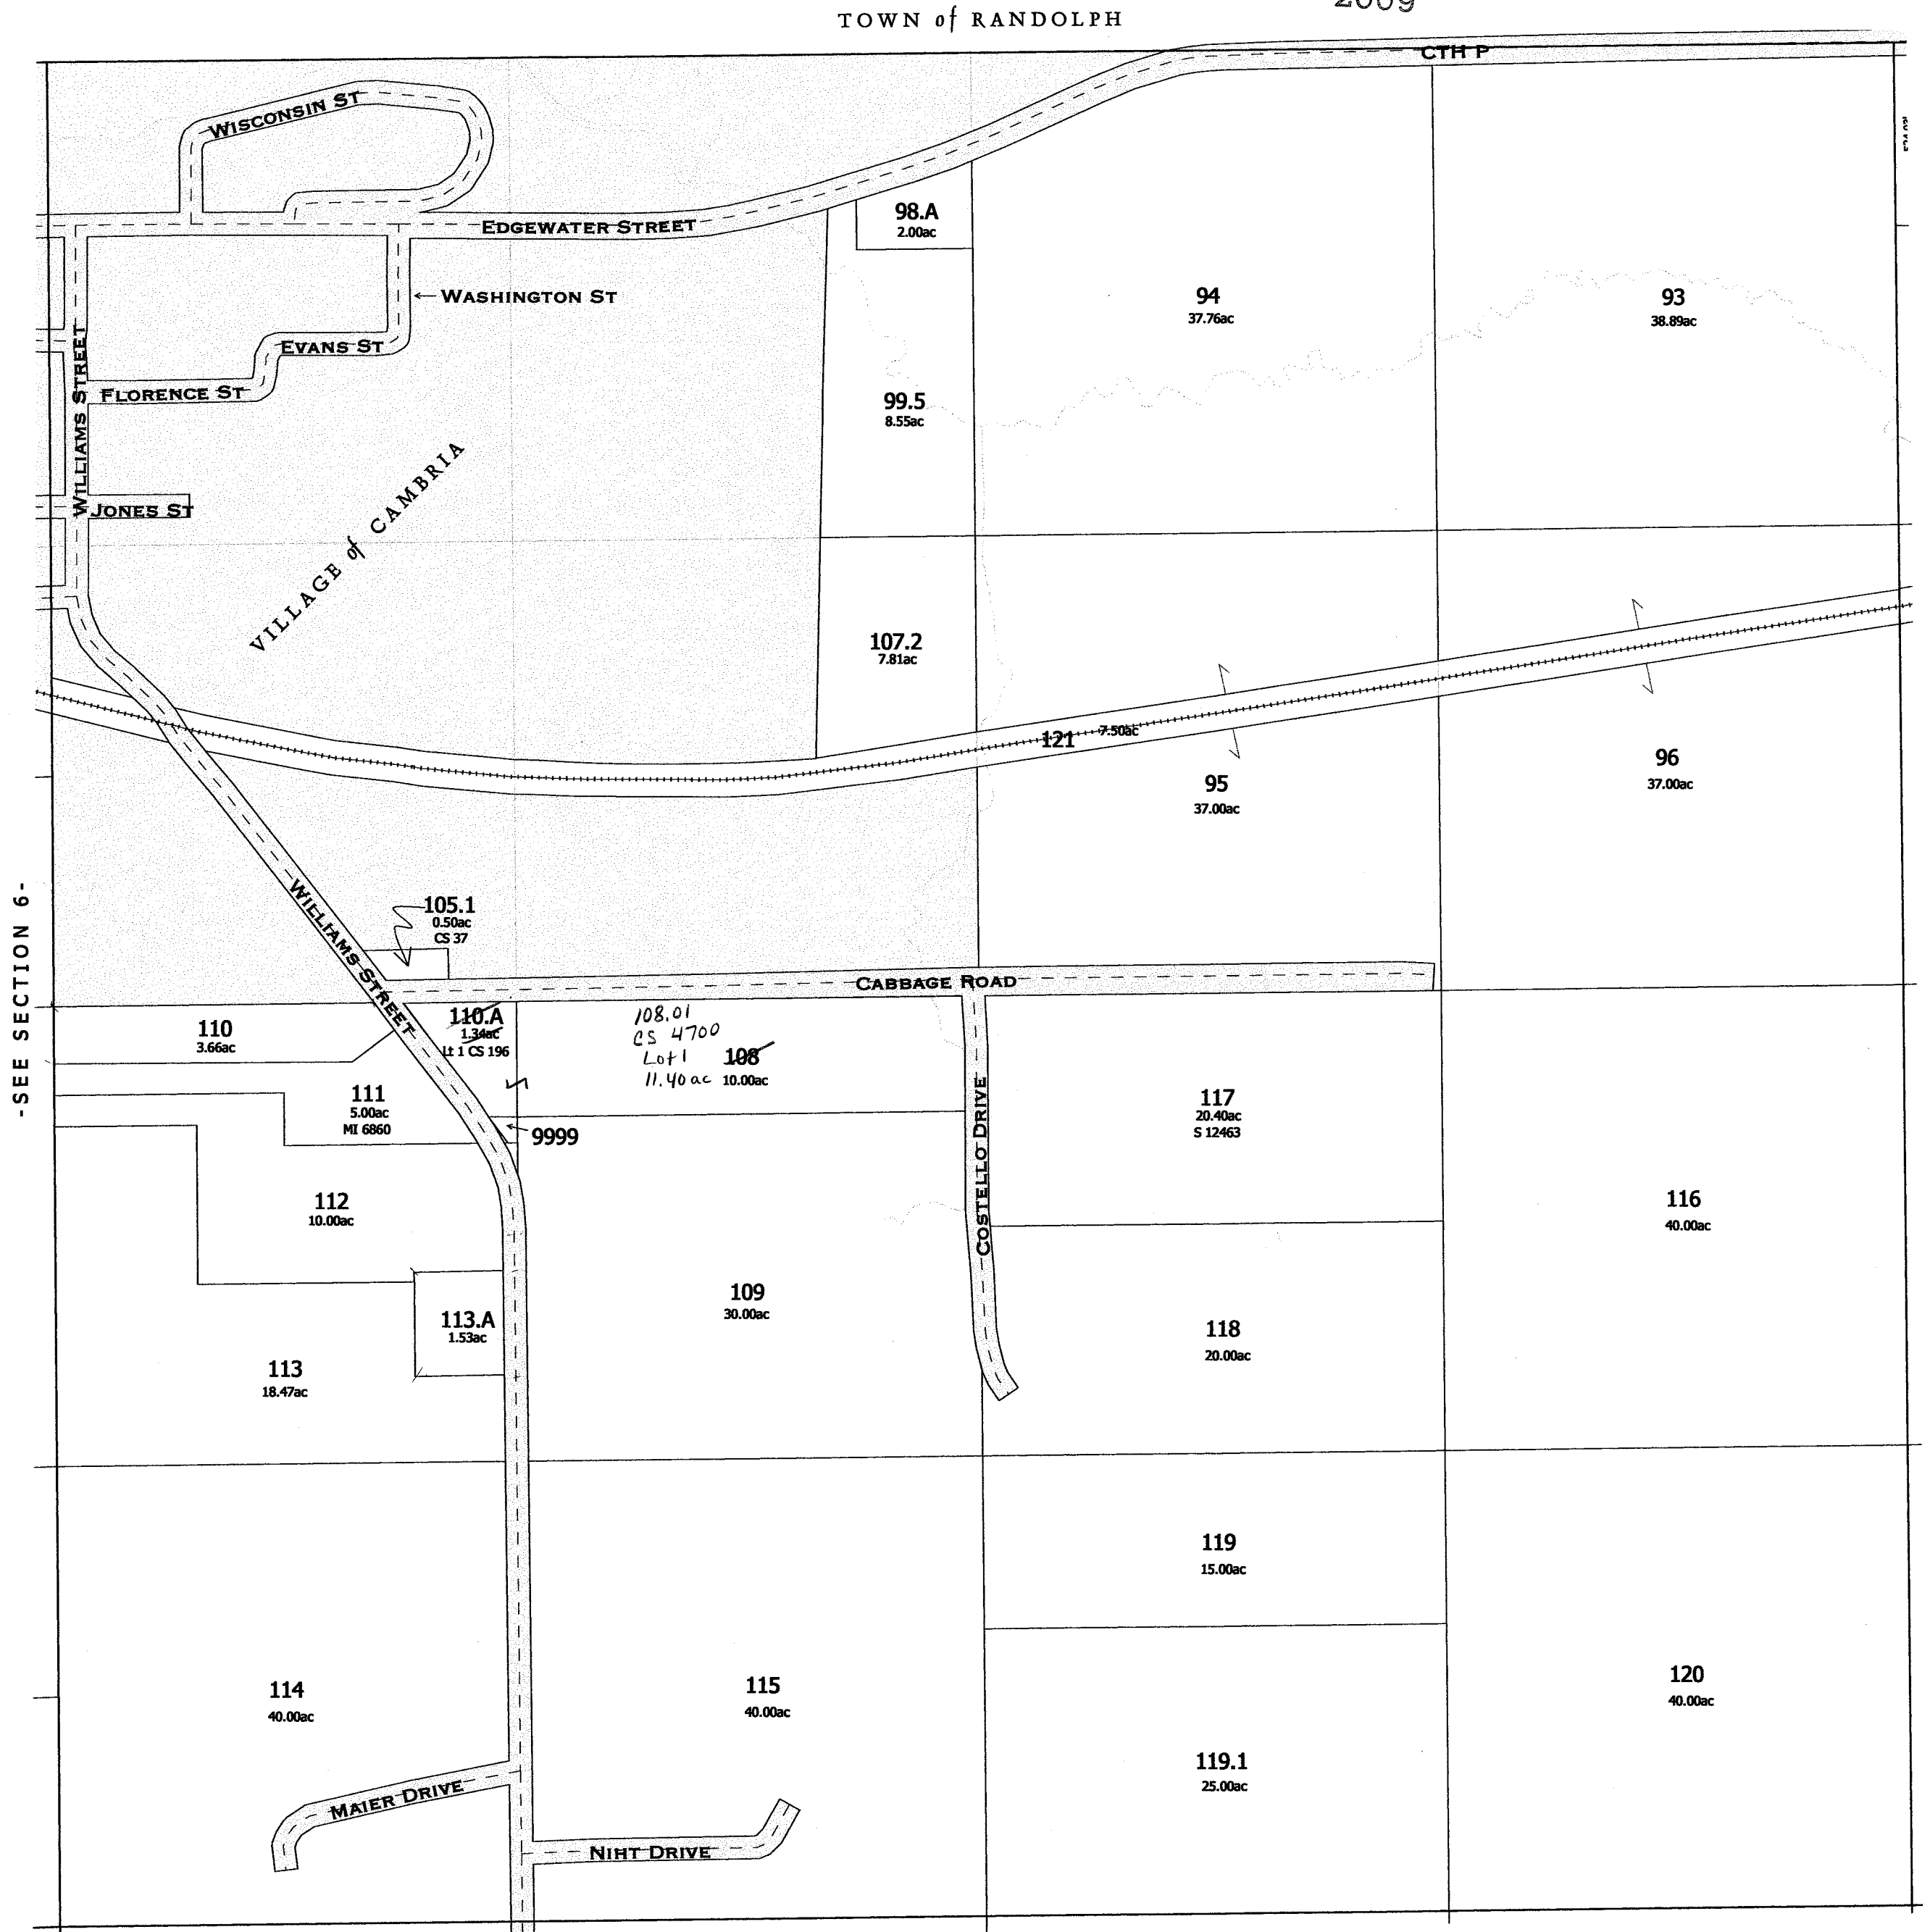 2009
TOWN of RANDOLPH
CTH P
WISCONSIN ST
EDGEWATER STREET
98.A
2.00ac
WASHINGTON ST
94
37.76ac
93
38.89ac
EVANS ST
WILLIAMS STREET
FLORENCE ST
99.5
8.55ac
JONES ST
VILLAGE of CAMBRIA
107.2
7.81ac
121
7.50ac
95
37.00ac
96
37.00ac
-SEE SECTION 6-
WILLIAMS STREET
105.1
0.50ac
CS 37
CABBAGE ROAD
110
3.66ac
110.A
1.34ac
Lt 1 CS 196
108.01
CS 4700
Lot 1
11.40 ac
108
10.00ac
111
5.00ac
MI 6860
9999
COSTELLO DRIVE
117
20.40ac
S 12463
112
10.00ac
116
40.00ac
109
30.00ac
113.A
1.53ac
118
20.00ac
113
18.47ac
119
15.00ac
114
40.00ac
115
40.00ac
120
40.00ac
119.1
25.00ac
MAIER DRIVE
NIHT DRIVE